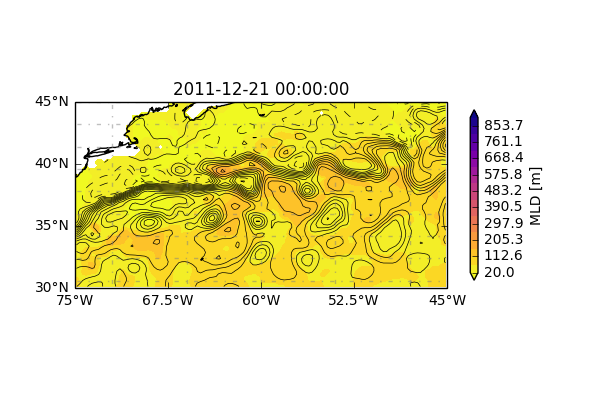 2011-12-21 00:00:00
45°N
40°N
35°N
30°N
75°W
67.5°W
60°W
52.5°W
45°W
853.7
761.1
668.4
575.8
483.2
390.5
297.9
205.3
112.6
20.0
MLD [m]